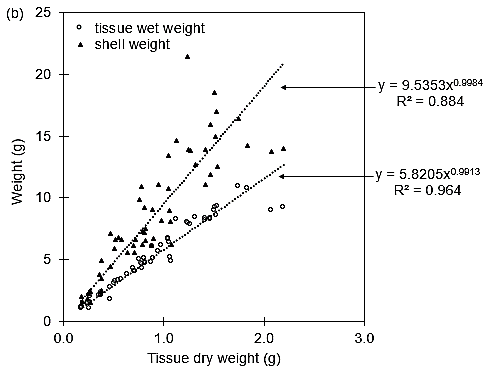 (b)
25
20
15
10
5
0
Weight (g)
tissue wet weight
shell weight
y = 9.5353x^0.9984
R² = 0.884
y = 5.8205x^0.9913
R² = 0.964
0.0 1.0 2.0 3.0
Tissue dry weight (g)